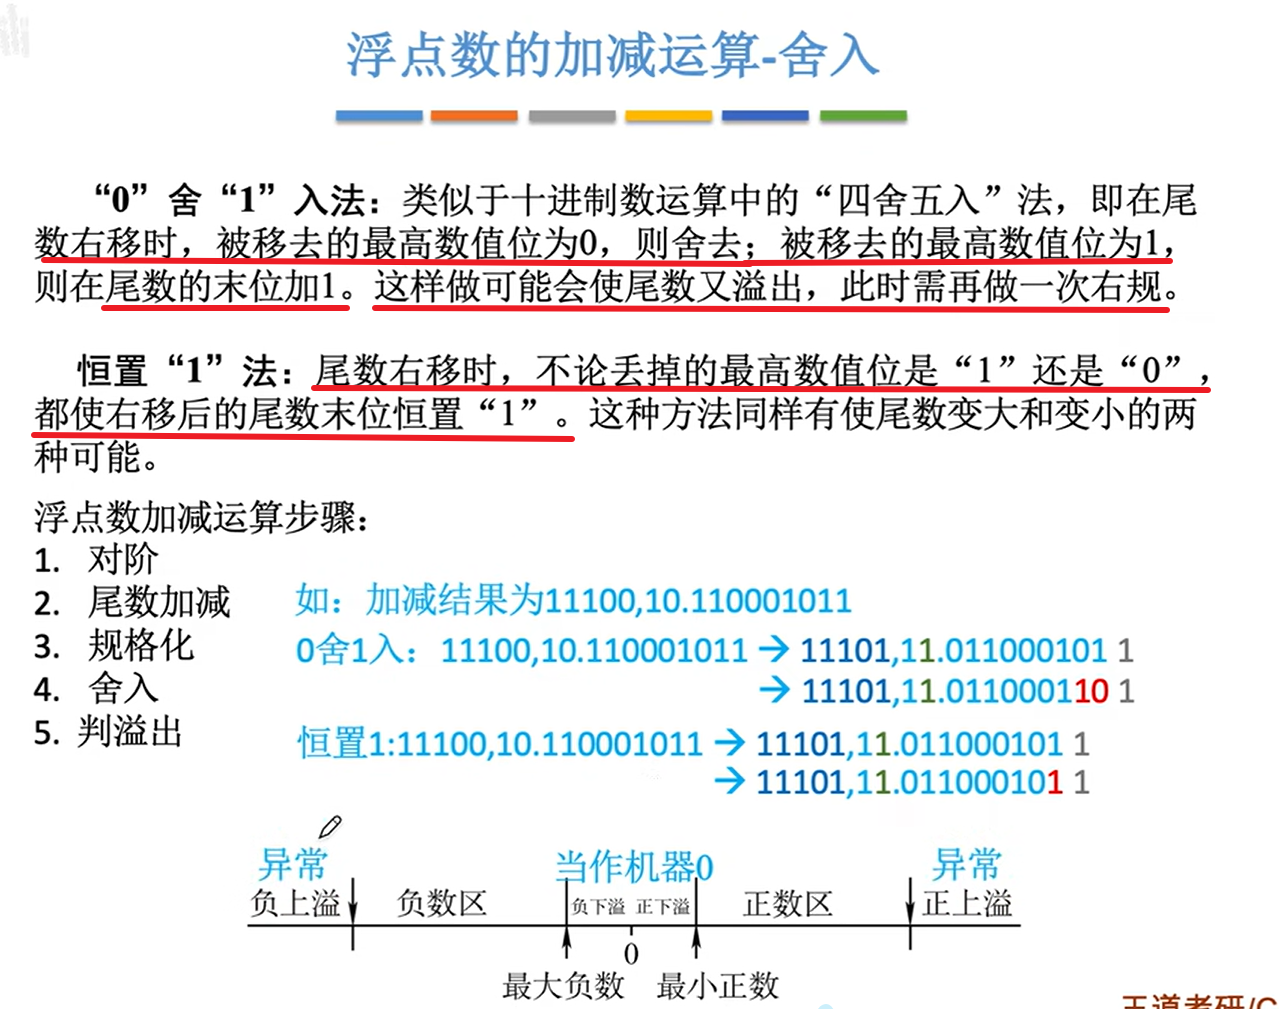 浮点数的加减运算-舍入
“0”舍“1”入法：类似于十进制数运算中的“四舍五入”法，即在尾
数右移时，被移去的最高数值位为0，则舍去；被移去的最高数值位为1，
则在尾数的末位加1。这样做可能会使尾数又溢出，此时需再做一次右规。
恒置“1”法：尾数右移时，不论丢掉的最高数值位是“1”还是“0”，
都使右移后的尾数末位恒置“1”。这种方法同样有使尾数变大和变小的两
种可能。
浮点数加减运算步骤：
1. 对阶
2. 尾数加减
3. 规格化
4. 舍入
5. 判溢出
如：加减结果为11100,10.110001011
0舍1入：11100,10.110001011 → 11101,11.011000101 1
→ 11101,11.011000110 1
恒置1:11100,10.110001011 → 11101,11.011000101 1
→ 11101,11.011000101 1
异常 当作机器0 异常
负上溢 负数区 负下溢 正下溢 正数区 正上溢
0
最大负数 最小正数
王道考研/C